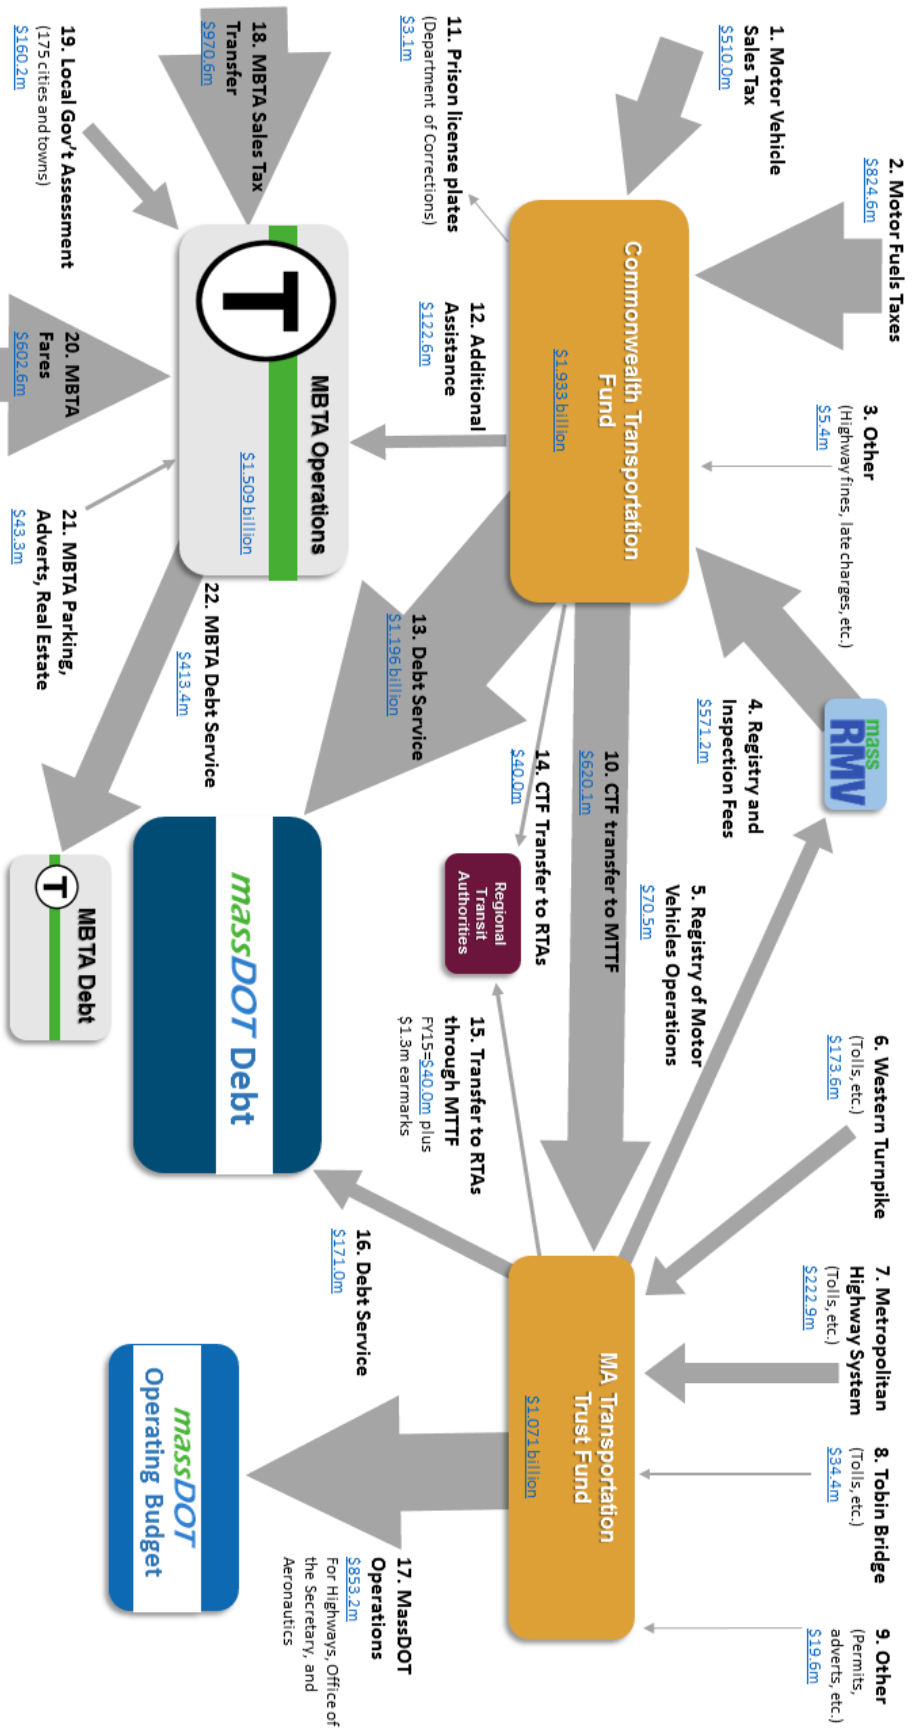 1. Motor Vehicle
Sales Tax
$510.0m
2. Motor Fuels Taxes
$824.6m
3. Other
(Highway fines, late charges, etc.)
$5.4m
mass
RMV
4. Registry and
Inspection Fees
$571.2m
5. Registry of Motor
Vehicles Operations
$70.5m
6. Western Turnpike
(Tolls, etc.)
$173.6m
7. Metropolitan
Highway System
(Tolls, etc.)
$222.9m
8. Tobin Bridge
(Tolls, etc.)
$34.4m
9. Other
(Permits,
adverts, etc.)
$19.6m
Commonwealth Transportation
Fund
$1.933 billion
10. CTF transfer to MTTF
$620.1m
MA Transportation
Trust Fund
$1.071 billion
11. Prison license plates
(Department of Corrections)
$3.1m
12. Additional
Assistance
$122.6m
13. Debt Service
$1.196 billion
14. CTF Transfer to RTAs
$40.0m
Regional
Transit
Authorities
15. Transfer to RTAs
through MTTF
FY15=$40.0m plus
$1.3m earmarks
16. Debt Service
$171.0m
17. MassDOT
Operations
$853.2m
For Highways, Office of
the Secretary, and
Aeronautics
18. MBTA Sales Tax
Transfer
$970.6m
T
MBTA Operations
$1.509 billion
massDOT Debt
massDOT
Operating Budget
19. Local Gov't Assessment
(175 cities and towns)
$160.2m
20. MBTA
Fares
$602.6m
21. MBTA Parking,
Adverts, Real Estate
$43.3m
22. MBTA Debt Service
$413.4m
T
MBTA Debt